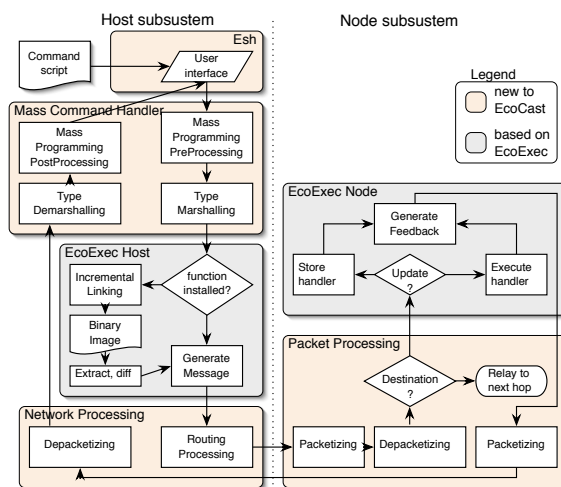 Host subsustem
Node subsustem
Esh
Command
script
User
interface
Legend
new to
EcoCast
based on
EcoExec
Mass Command Handler
Mass
Programming
PostProcessing
Mass
Programming
PreProcessing
Type
Demarshalling
Type
Marshalling
EcoExec Host
Incremental
Linking
function
installed?
Binary
Image
Extract, diff
Generate
Message
Network Processing
Depacketizing
Routing
Processing
EcoExec Node
Generate
Feedback
Store
handler
Update
?
Execute
handler
Packet Processing
Destination
?
Relay to
next hop
Packetizing
Depacketizing
Packetizing